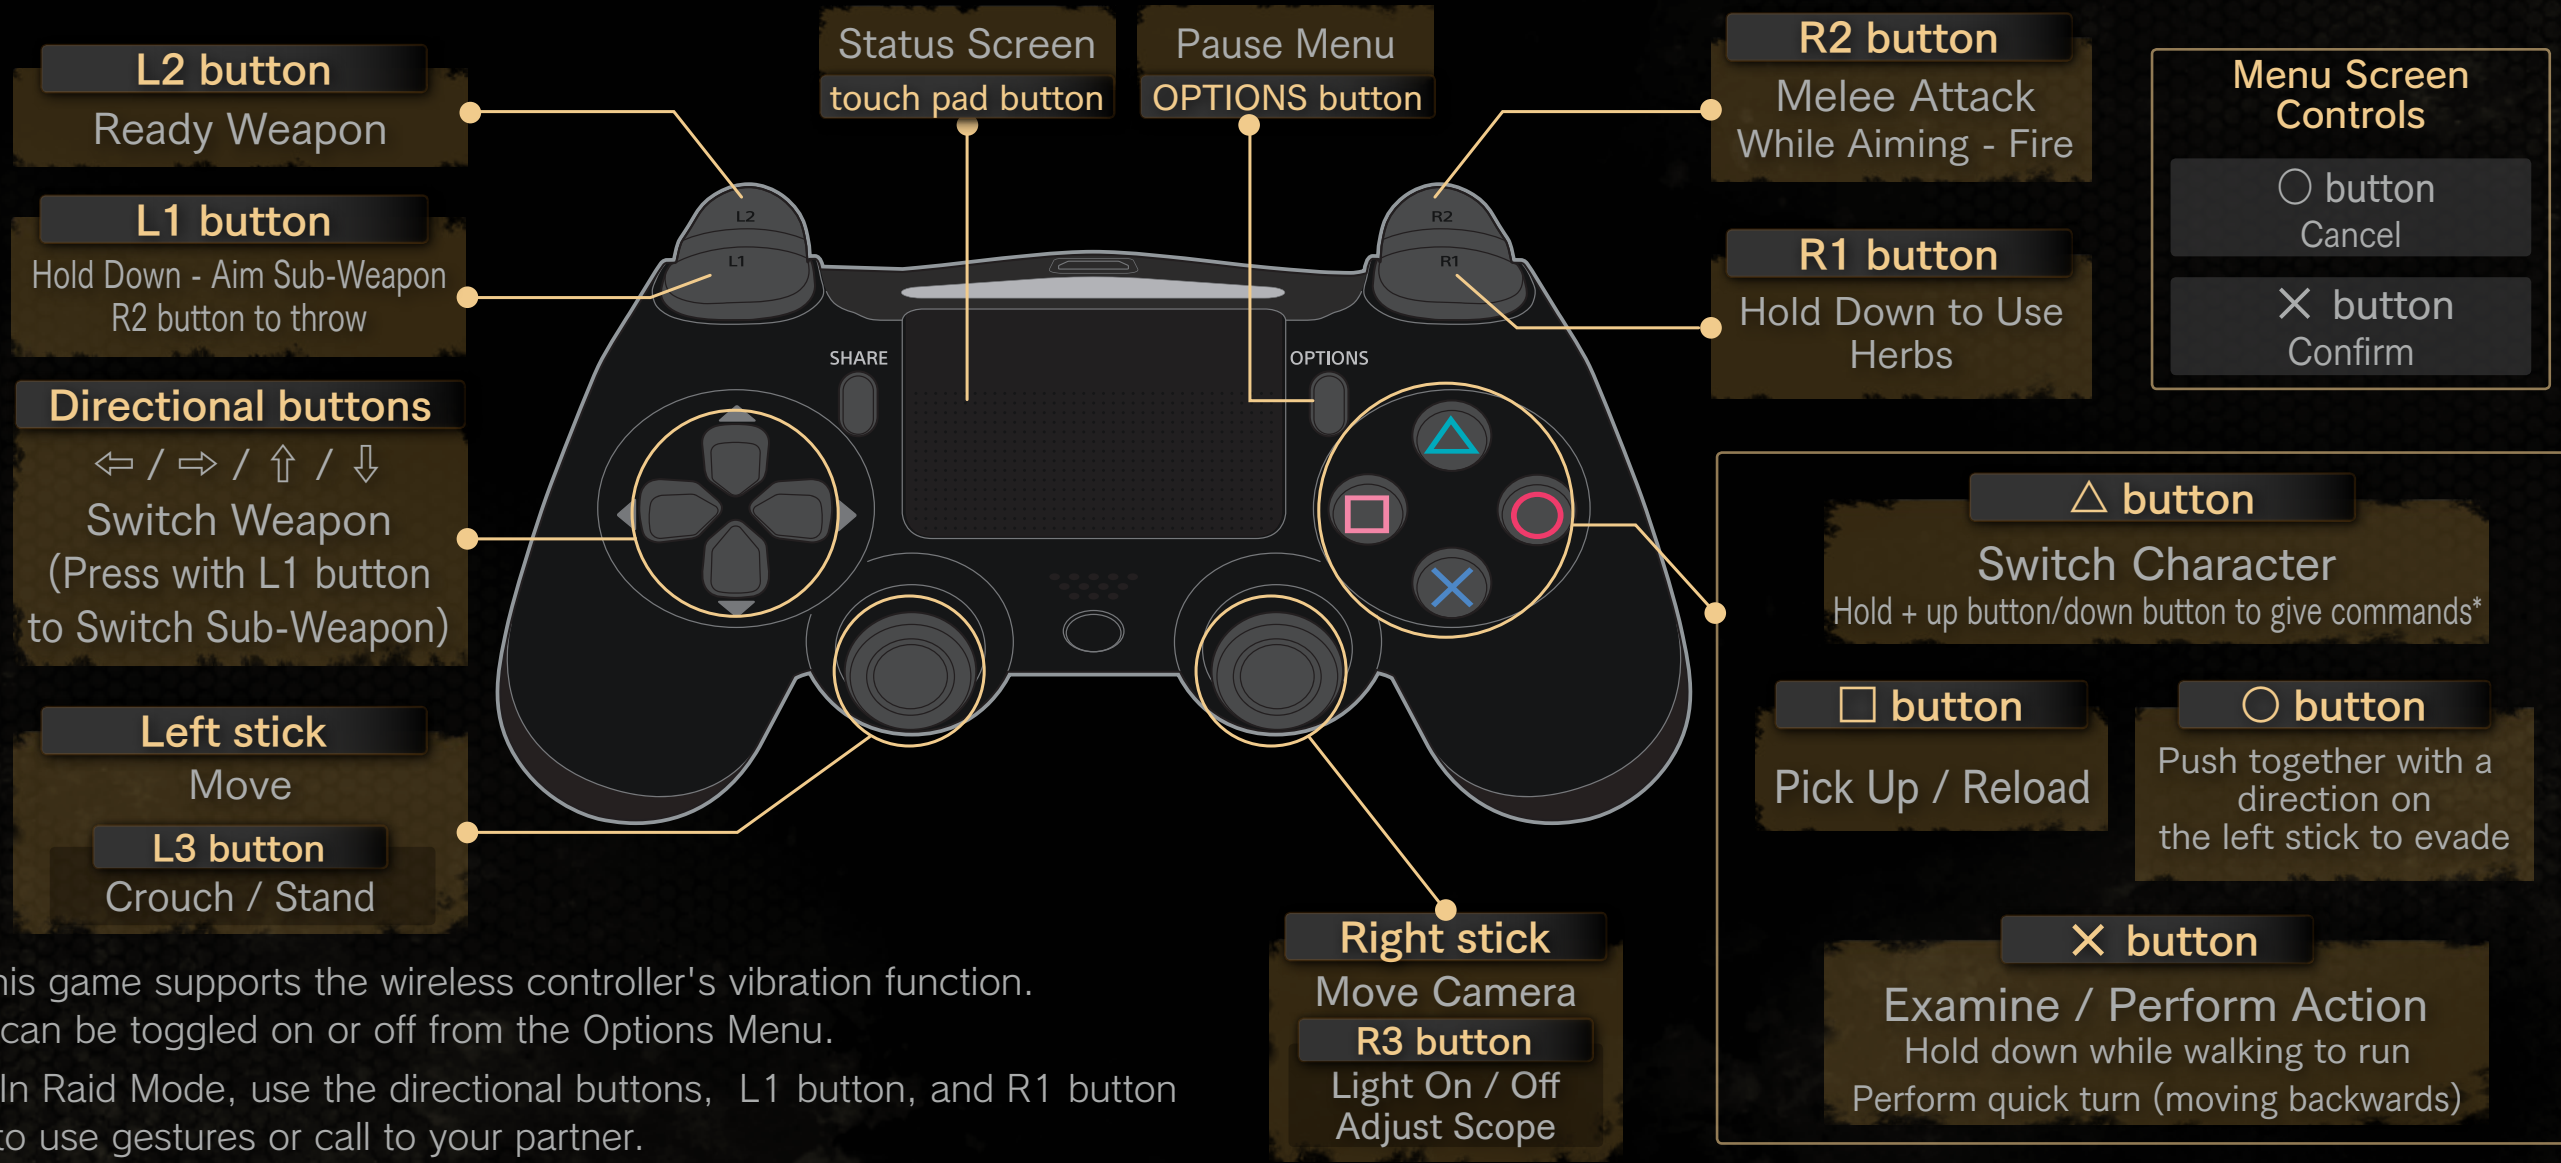 L2 button
Ready Weapon
L1 button
Hold Down - Aim Sub-Weapon
R2 button to throw
Directional buttons
⇦ / ⇨ / ⇧ / ⇩
Switch Weapon
(Press with L1 button
to Switch Sub-Weapon)
Left stick
Move
L3 button
Crouch / Stand
Status Screen
touch pad button
Pause Menu
OPTIONS button
L2
L1
R2
R1
SHARE
OPTIONS
R2 button
Melee Attack
While Aiming - Fire
R1 button
Hold Down to Use
Herbs
Menu Screen
Controls
○ button
Cancel
✕ button
Confirm
△ button
Switch Character
Hold + up button/down button to give commands*
□ button
Pick Up / Reload
○ button
Push together with a
direction on
the left stick to evade
✕ button
Examine / Perform Action
Hold down while walking to run
Perform quick turn (moving backwards)
Right stick
Move Camera
R3 button
Light On / Off
Adjust Scope
his game supports the wireless controller's vibration function.
can be toggled on or off from the Options Menu.
In Raid Mode, use the directional buttons, L1 button, and R1 button
to use gestures or call to your partner.